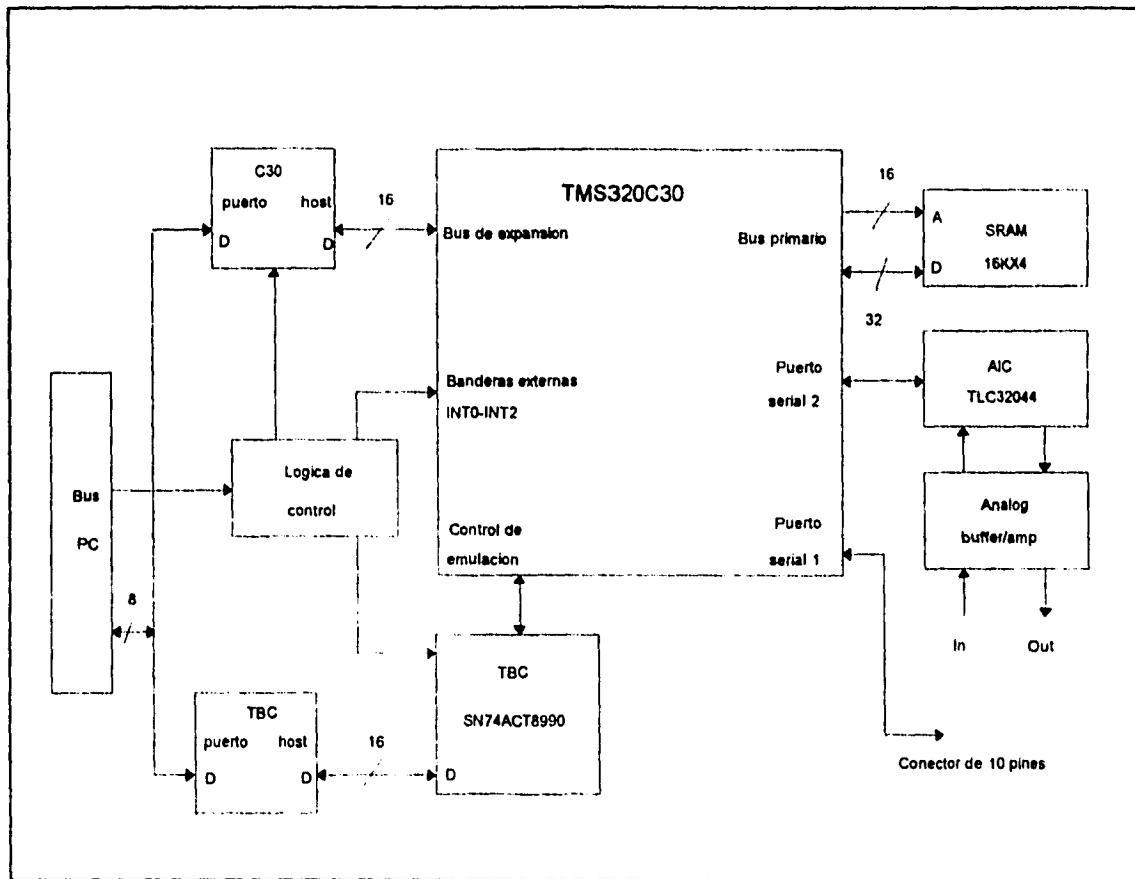 C30
puerto host
D D
16
TMS320C30
Bus de expansion
Bus primario
16
32
A
SRAM
D
16KX4
Banderas externas
INT0-INT2
Puerto
serial 2
AIC
TLC32044
Bus
PC
Logica de
control
Control de
emulacion
Puerto
serial 1
Analog
buffer/amp
In Out
8
TBC
SN74ACT8990
D
TBC
puerto host
D D
16
Conector de 10 pines